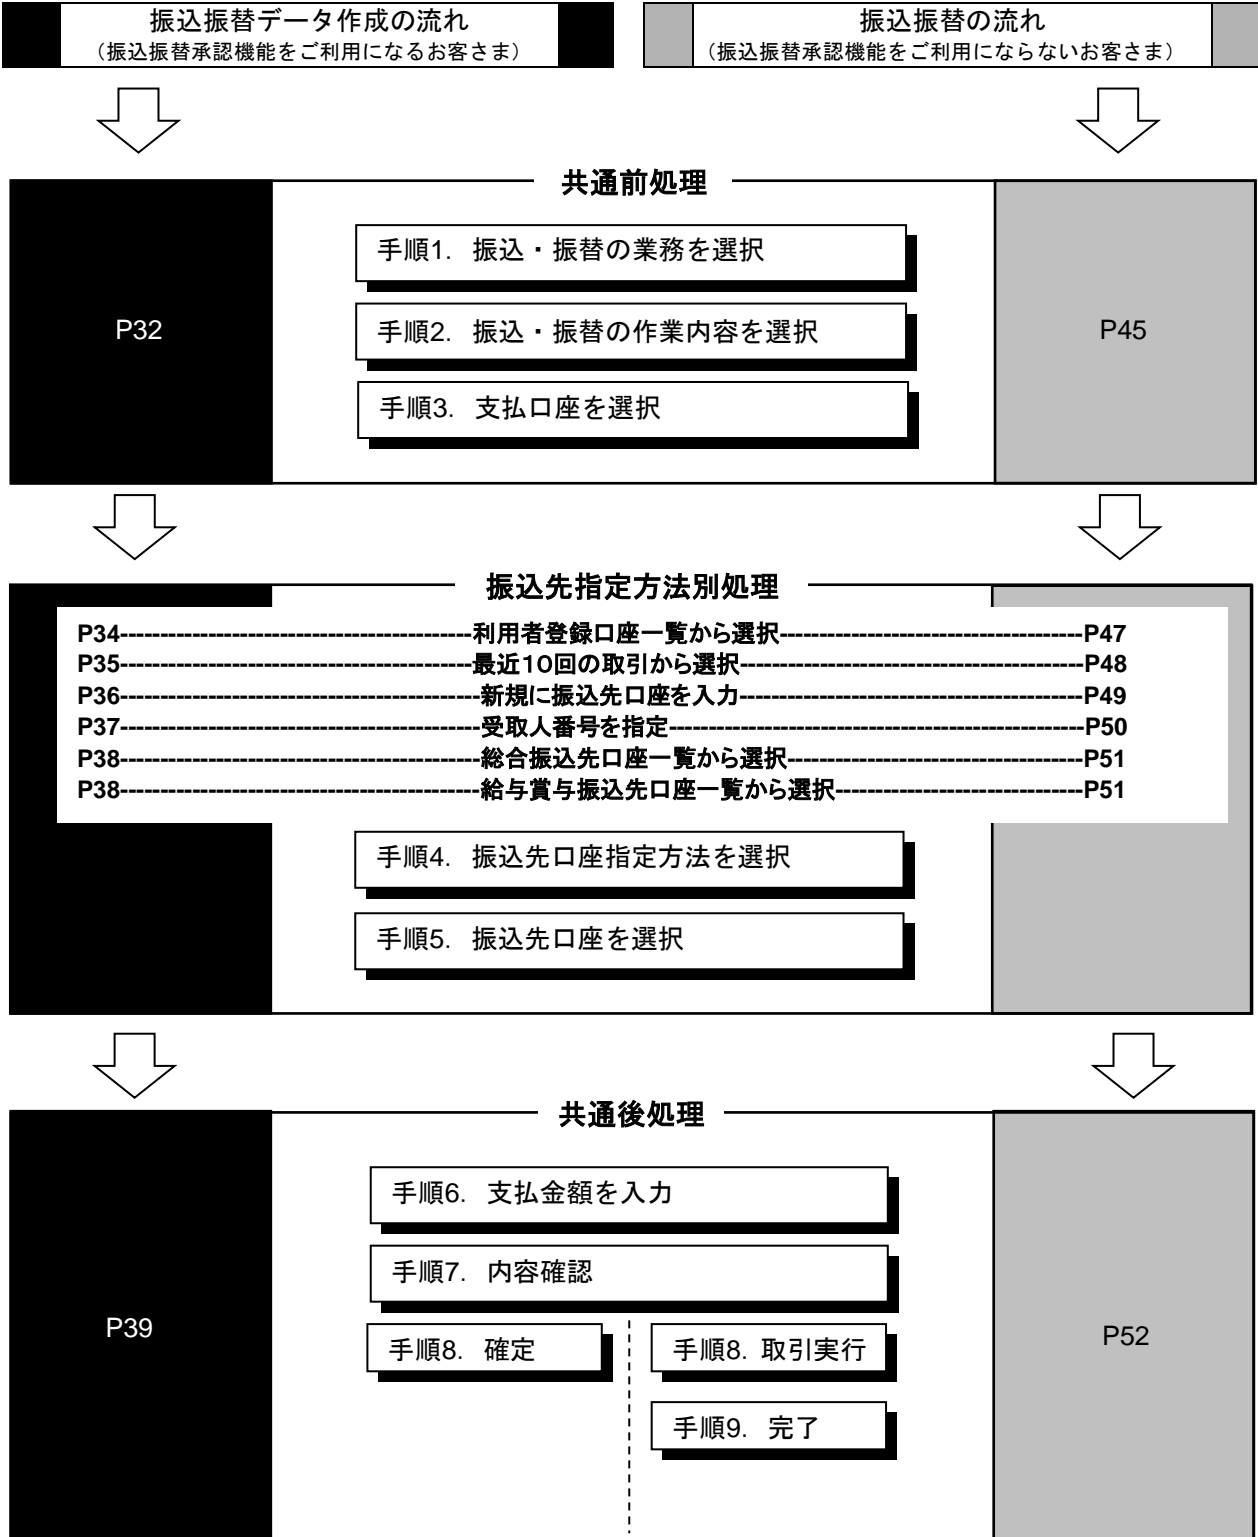 振込振替データ作成の流れ
（振込振替承認機能をご利用になるお客さま）
振込振替の流れ
（振込振替承認機能をご利用にならないお客さま）
共通前処理
手順1. 振込・振替の業務を選択
P32
手順2. 振込・振替の作業内容を選択
P45
手順3. 支払口座を選択
振込先指定方法別処理
P34--------------------------------------------利用者登録口座一覧から選択--------------------------------------P47
P35--------------------------------------------最近10回の取引から選択-------------------------------------------P48
P36---------------------------------------------新規に振込先口座を入力-------------------------------------------P49
P37---------------------------------------------受取人番号を指定----------------------------------------------------P50
P38---------------------------------------------総合振込先口座一覧から選択-------------------------------------P51
P38---------------------------------------------給与賞与振込先口座一覧から選択-------------------------------P51
手順4. 振込先口座指定方法を選択
手順5. 振込先口座を選択
共通後処理
手順6. 支払金額を入力
手順7. 内容確認
P39
手順8. 確定
手順8. 取引実行
P52
手順9. 完了